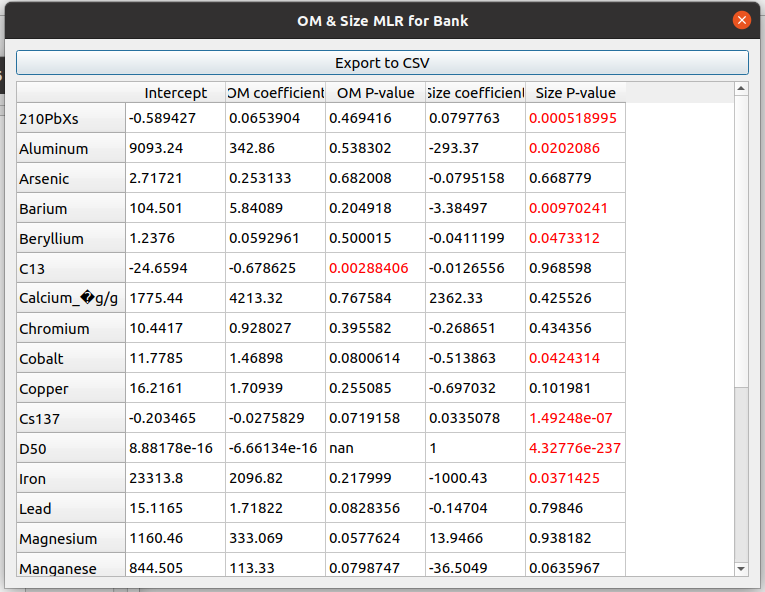 OM & Size MLR for Bank
Export to CSV
Intercept OM coefficient OM P-value Size coefficient Size P-value
210PbXs -0.589427 0.0653904 0.469416 0.0797763 0.000518995
Aluminum 9093.24 342.86 0.538302 -293.37 0.0202086
Arsenic 2.71721 0.253133 0.682008 -0.0795158 0.668779
Barium 104.501 5.84089 0.204918 -3.38497 0.00970241
Beryllium 1.2376 0.0592961 0.500015 -0.0411199 0.0473312
C13 -24.6594 -0.678625 0.00288406 -0.0126556 0.968598
Calcium_�g/g 1775.44 4213.32 0.767584 2362.33 0.425526
Chromium 10.4417 0.928027 0.395582 -0.268651 0.434356
Cobalt 11.7785 1.46898 0.0800614 -0.513863 0.0424314
Copper 16.2161 1.70939 0.255085 -0.697032 0.101981
Cs137 -0.203465 -0.0275829 0.0719158 0.0335078 1.49248e-07
D50 8.88178e-16 -6.66134e-16 nan 1 4.32776e-237
Iron 23313.8 2096.82 0.217999 -1000.43 0.0371425
Lead 15.1165 1.71822 0.0828356 -0.14704 0.79846
Magnesium 1160.46 333.069 0.0577624 13.9466 0.938182
Manganese 844.505 113.33 0.0798747 -36.5049 0.0635967